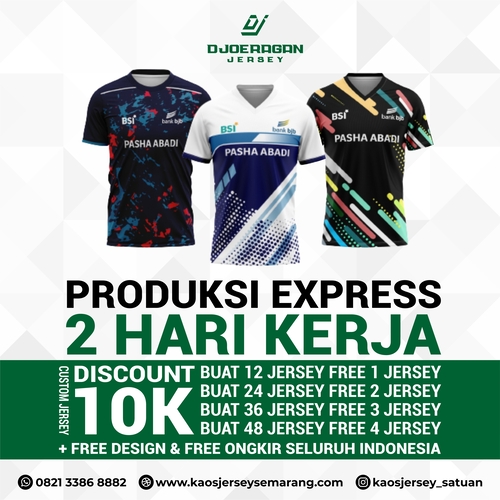 DJOERAGAN
JERSEY
BSI
bank bjb
PASHA ABADI
BSI
bank bjb
PASHA ABADI
BSI
bank bjb
PASHA ABADI
PRODUKSI EXPRESS
2 HARI KERJA
CUSTOM JERSEY
DISCOUNT
10K
BUAT 12 JERSEY FREE 1 JERSEY
BUAT 24 JERSEY FREE 2 JERSEY
BUAT 36 JERSEY FREE 3 JERSEY
BUAT 48 JERSEY FREE 4 JERSEY
+ FREE DESIGN & FREE ONGKIR SELURUH INDONESIA
0821 3386 8882
www.kaosjerseysemarang.com
@kaosjersey_satuan